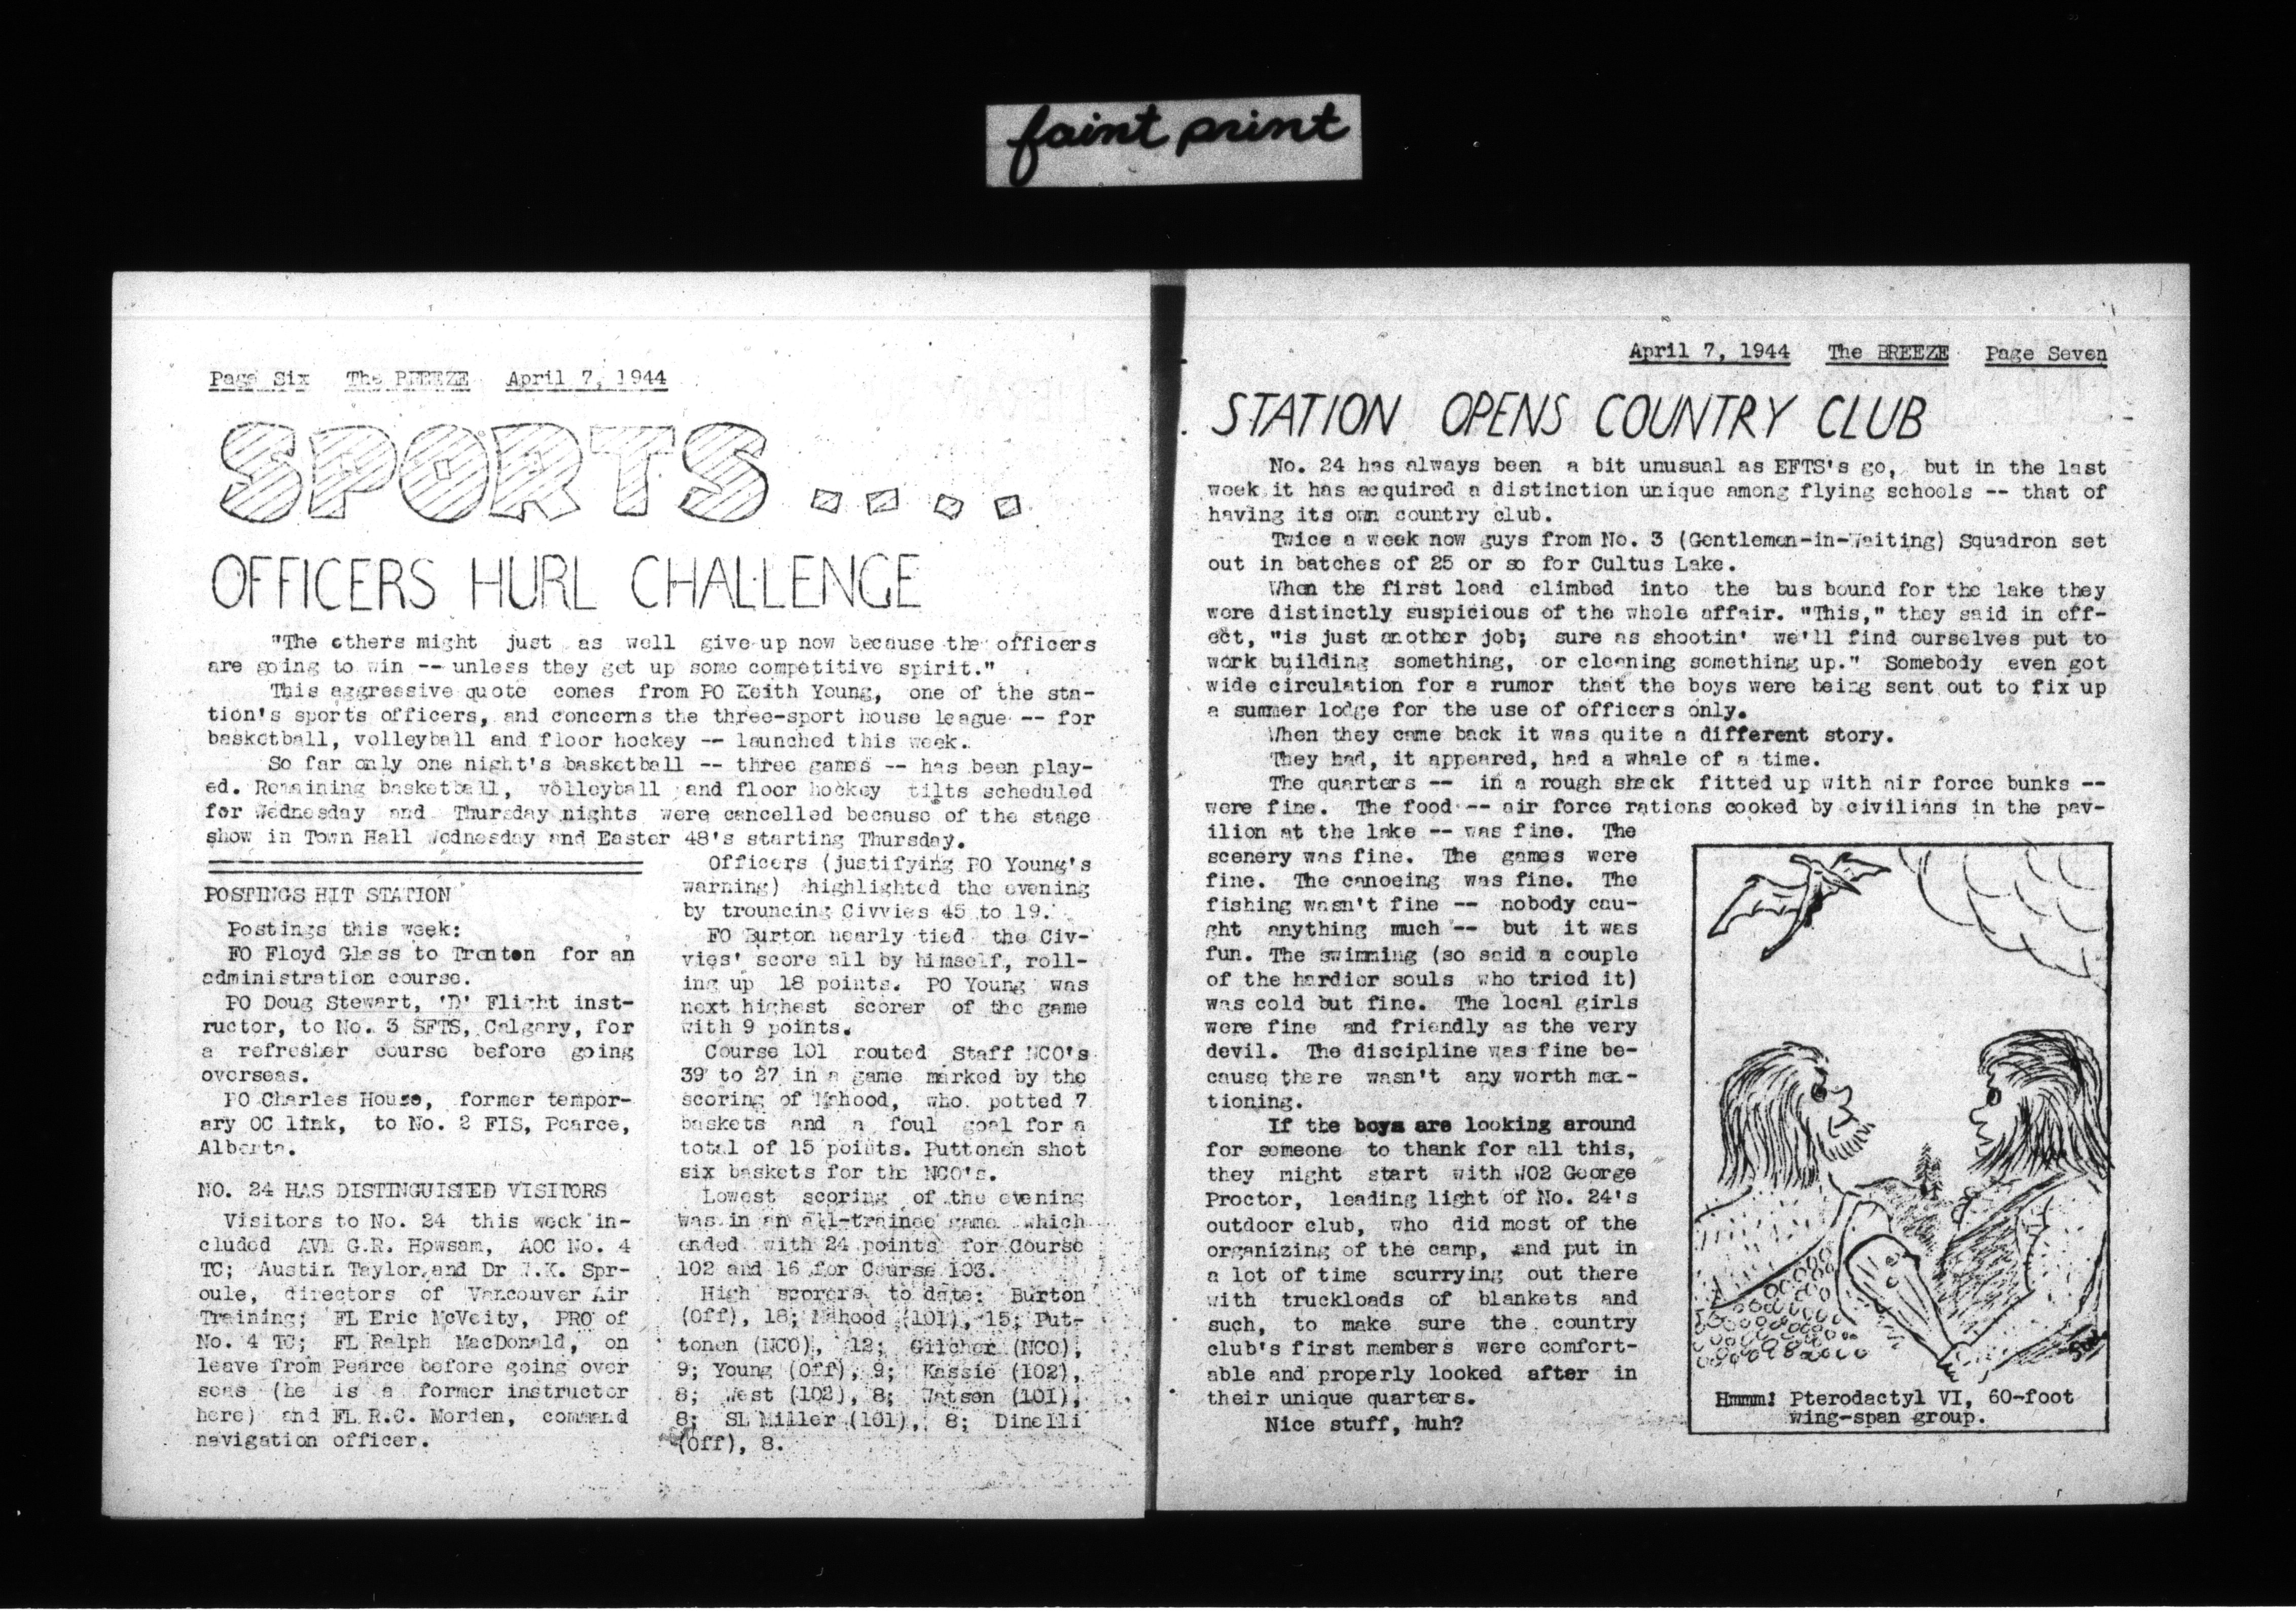 faint print
Page Six The BREEZE April 7, 1944
SPORTS....
OFFICERS HURL CHALLENGE
"The others might just as well give up now because the officers
are going to win -- unless they get up some competitive spirit."
This aggressive quote comes from PO Keith Young, one of the sta-
tion's sports officers, and concerns the three-sport house league -- for
basketball, volleyball and floor hockey -- launched this week.
So far only one night's basketball -- three games -- has been play-
ed. Remaining basketball, volleyball and floor hockey tilts scheduled
for Wednesday and Thursday nights were cancelled because of the stage
show in Town Hall Wednesday and Easter 48's starting Thursday.
POSTINGS HIT STATION
Postings this week:
FO Floyd Glass to Trenton for an
administration course.
PO Doug Stewart, 'D' Flight inst-
ructor, to No. 3 SFTS, Calgary, for
a refresher course before going
overseas.
FO Charles House, former tempor-
ary OC link, to No. 2 FIS, Pearce,
Alberta.
NO. 24 HAS DISTINGUISHED VISITORS
Visitors to No. 24 this week in-
cluded AVM G.R. Howsam, AOC No. 4
TC; Austin Taylor and Dr W.K. Spr-
oule, directors of Vancouver Air
Training; FL Eric McVeity, PRO of
No. 4 TC; FL Ralph MacDonald, on
leave from Pearce before going over
seas (he is a former instructor
here) and FL R.C. Morden, command
navigation officer.
Officers (justifying PO Young's
warning) highlighted the evening
by trouncing Civvies 45 to 19.
FO Burton nearly tied the Civ-
vies' score all by himself, roll-
ing up 18 points. PO Young was
next highest scorer of the game
with 9 points.
Course 101 routed Staff NCO's
39 to 27 in a game marked by the
scoring of Mahood, who potted 7
baskets and a foul goal for a
total of 15 points. Puttonen shot
six baskets for the NCO's.
Lowest scoring of the evening
was in an all-trainee game which
ended with 24 points for Course
102 and 16 for Course 103.
High scorers to date: Burton
(Off), 18; Mahood (101), 15; Put-
tonen (NCO), 12; Gilcher (NCO),
9; Young (Off), 9; Kassie (102),
8; West (102), 8; Watson (101),
8; SL Miller (101), 8; Dinelli
(Off), 8.
April 7, 1944 The BREEZE Page Seven
STATION OPENS COUNTRY CLUB
No. 24 has always been a bit unusual as EFTS's go, but in the last
week it has acquired a distinction unique among flying schools -- that of
having its own country club.
Twice a week now guys from No. 3 (Gentlemen-in-Waiting) Squadron set
out in batches of 25 or so for Cultus Lake.
When the first load climbed into the bus bound for the lake they
were distinctly suspicious of the whole affair. "This," they said in eff-
ect, "is just another job; sure as shootin' we'll find ourselves put to
work building something, or cleaning something up." Somebody even got
wide circulation for a rumor that the boys were being sent out to fix up
a summer lodge for the use of officers only.
When they came back it was quite a different story.
They had, it appeared, had a whale of a time.
The quarters -- in a rough shack fitted up with air force bunks --
were fine. The food -- air force rations cooked by civilians in the pav-
ilion at the lake -- was fine. The
scenery was fine. The games were
fine. The canoeing was fine. The
fishing wasn't fine -- nobody cau-
ght anything much -- but it was
fun. The swimming (so said a couple
of the hardier souls who tried it)
was cold but fine. The local girls
were fine and friendly as the very
devil. The discipline was fine be-
cause there wasn't any worth men-
tioning.
If the boys are looking around
for someone to thank for all this,
they might start with WO2 George
Proctor, leading light of No. 24's
outdoor club, who did most of the
organizing of the camp, and put in
a lot of time scurrying out there
with truckloads of blankets and
such, to make sure the country
club's first members were comfort-
able and properly looked after in
their unique quarters.
Nice stuff, huh?
Hmmm! Pterodactyl VI, 60-foot
wing-span group.